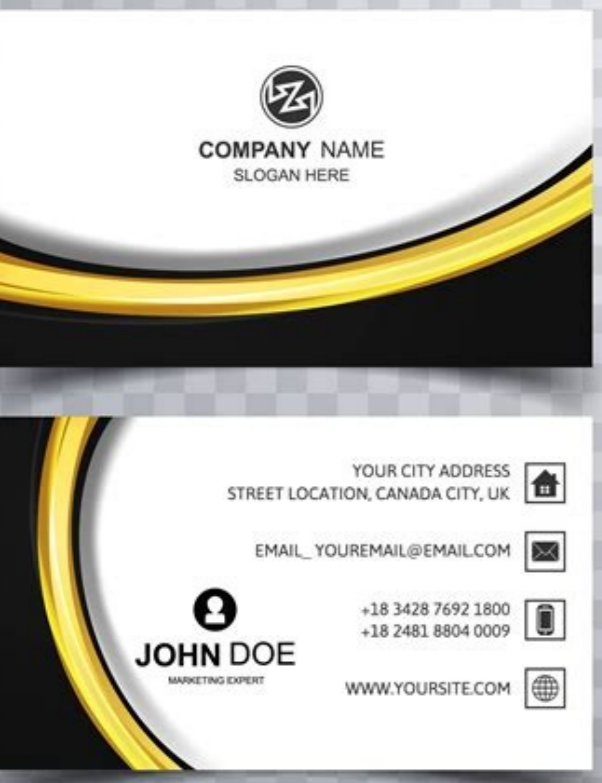 COMPANY NAME
SLOGAN HERE
YOUR CITY ADDRESS
STREET LOCATION, CANADA CITY, UK
EMAIL_ YOUREMAIL@EMAIL.COM
+18 3428 7692 1800
+18 2481 8804 0009
JOHN DOE
MARKETING EXPERT
WWW.YOURSITE.COM